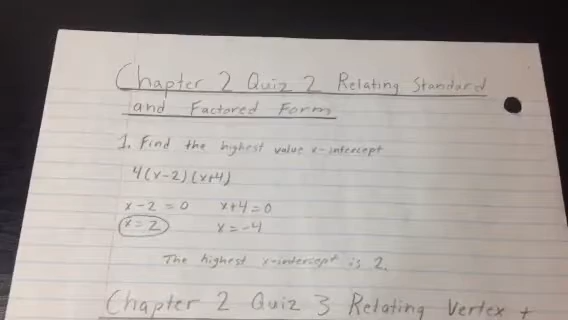 Chapter 2 Quiz 2 Relating Standard
and Factored Form
1. Find the highest value x-intercept
4(x-2)(x+4)
x-2=0 x+4=0
x=2 x=-4
The highest x-intercept is 2.
Chapter 2 Quiz 3 Relating Vertex +